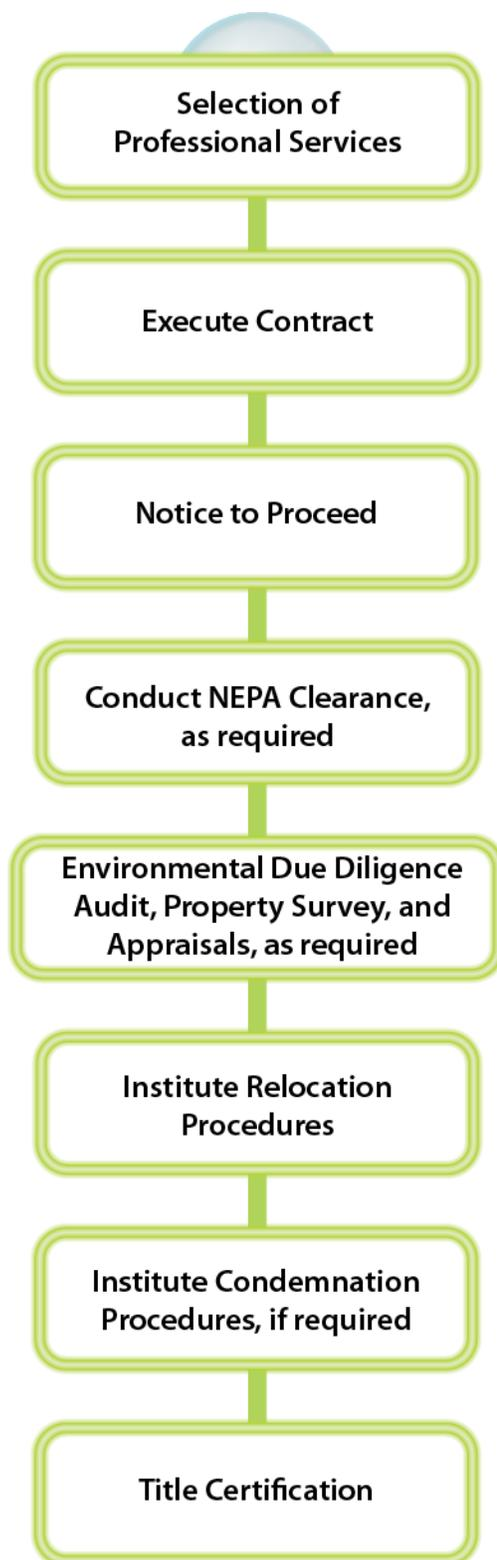 Selection of
Professional Services
Execute Contract
Notice to Proceed
Conduct NEPA Clearance,
as required
Environmental Due Diligence
Audit, Property Survey, and
Appraisals, as required
Institute Relocation
Procedures
Institute Condemnation
Procedures, if required
Title Certification